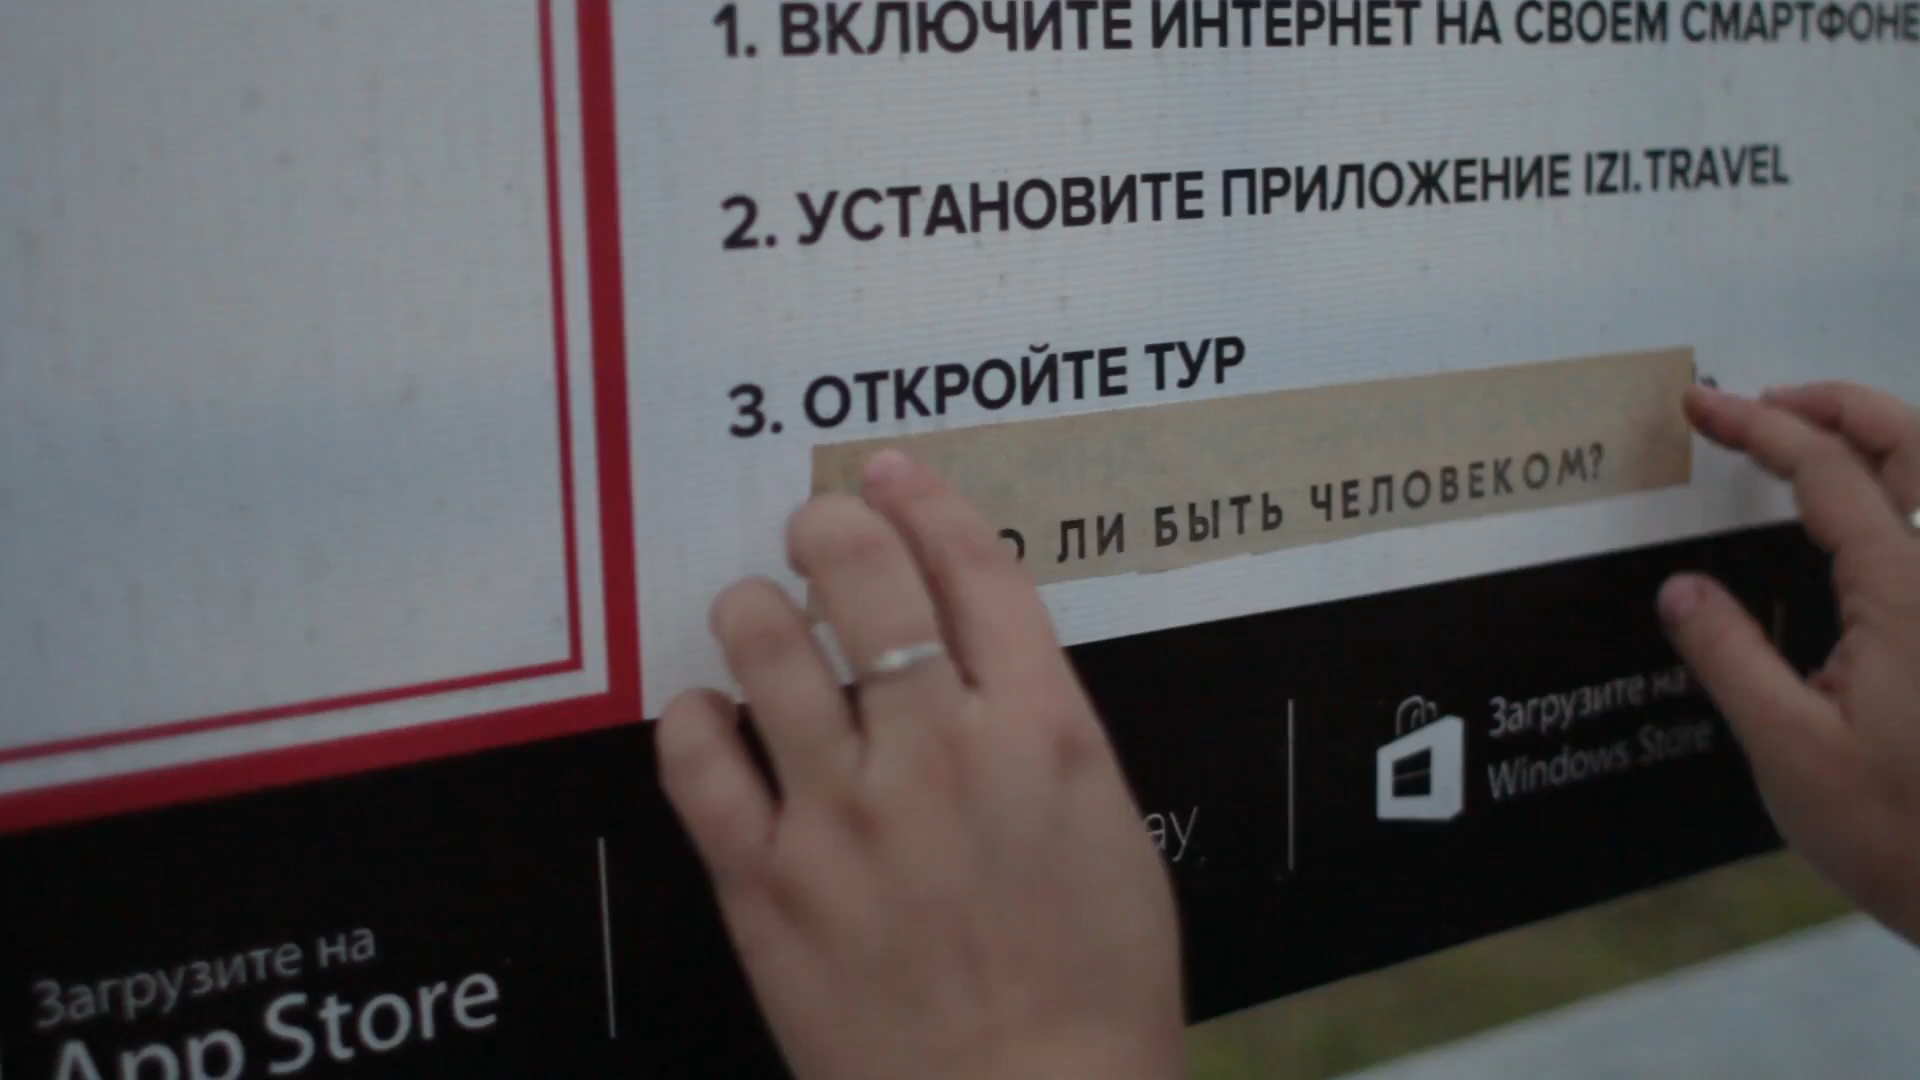 1. ВКЛЮЧИТЕ ИНТЕРНЕТ НА СВОЕМ СМАРТФОНЕ
2. УСТАНОВИТЕ ПРИЛОЖЕНИЕ IZI.TRAVEL
3. ОТКРОЙТЕ ТУР
ЛИ БЫТЬ ЧЕЛОВЕКОМ?
Загрузите на
Windows Store
Загрузите на
App Store